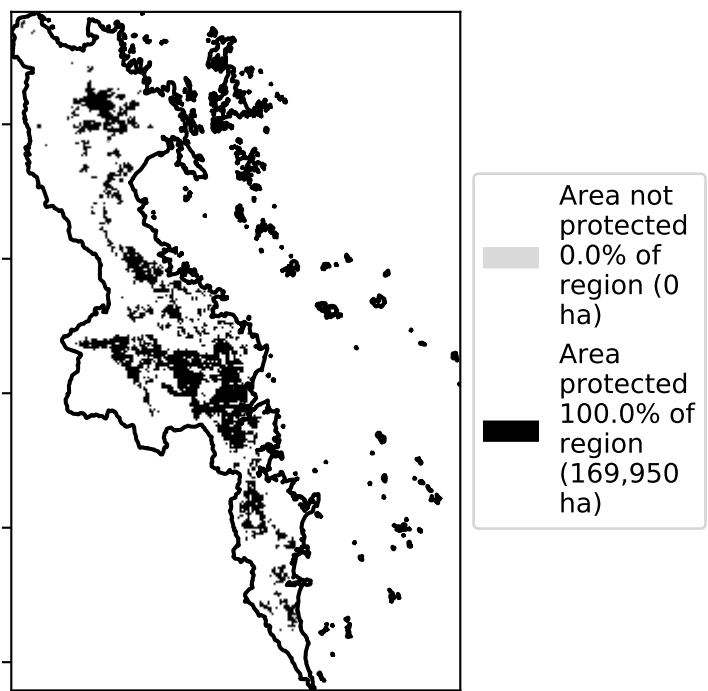 Area not
protected
0.0% of
region (0
ha)
Area
protected
100.0% of
region
(169,950
ha)